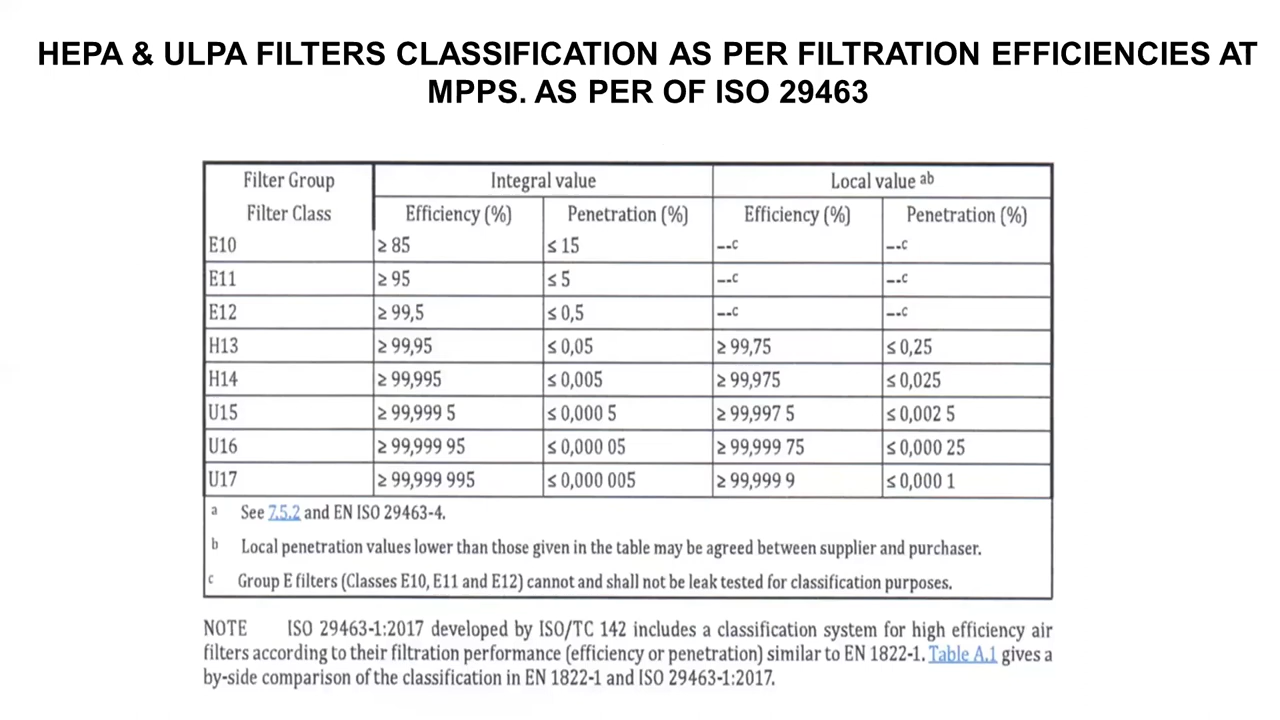 HEPA & ULPA FILTERS CLASSIFICATION AS PER FILTRATION EFFICIENCIES AT
MPPS. AS PER OF ISO 29463
Filter Group Integral value Local value ab
Filter Class Efficiency (%) Penetration (%) Efficiency (%) Penetration (%)
E10 ≥ 85 ≤ 15 --c --c
E11 ≥ 95 ≤ 5 --c --c
E12 ≥ 99,5 ≤ 0,5 --c --c
H13 ≥ 99,95 ≤ 0,05 ≥ 99,75 ≤ 0,25
H14 ≥ 99,995 ≤ 0,005 ≥ 99,975 ≤ 0,025
U15 ≥ 99,999 5 ≤ 0,000 5 ≥ 99,997 5 ≤ 0,002 5
U16 ≥ 99,999 95 ≤ 0,000 05 ≥ 99,999 75 ≤ 0,000 25
U17 ≥ 99,999 995 ≤ 0,000 005 ≥ 99,999 9 ≤ 0,000 1
a See 7.5.2 and EN ISO 29463-4.
b Local penetration values lower than those given in the table may be agreed between supplier and purchaser.
c Group E filters (Classes E10, E11 and E12) cannot and shall not be leak tested for classification purposes.
NOTE ISO 29463-1:2017 developed by ISO/TC 142 includes a classification system for high efficiency air
filters according to their filtration performance (efficiency or penetration) similar to EN 1822-1. Table A.1 gives a
by-side comparison of the classification in EN 1822-1 and ISO 29463-1:2017.